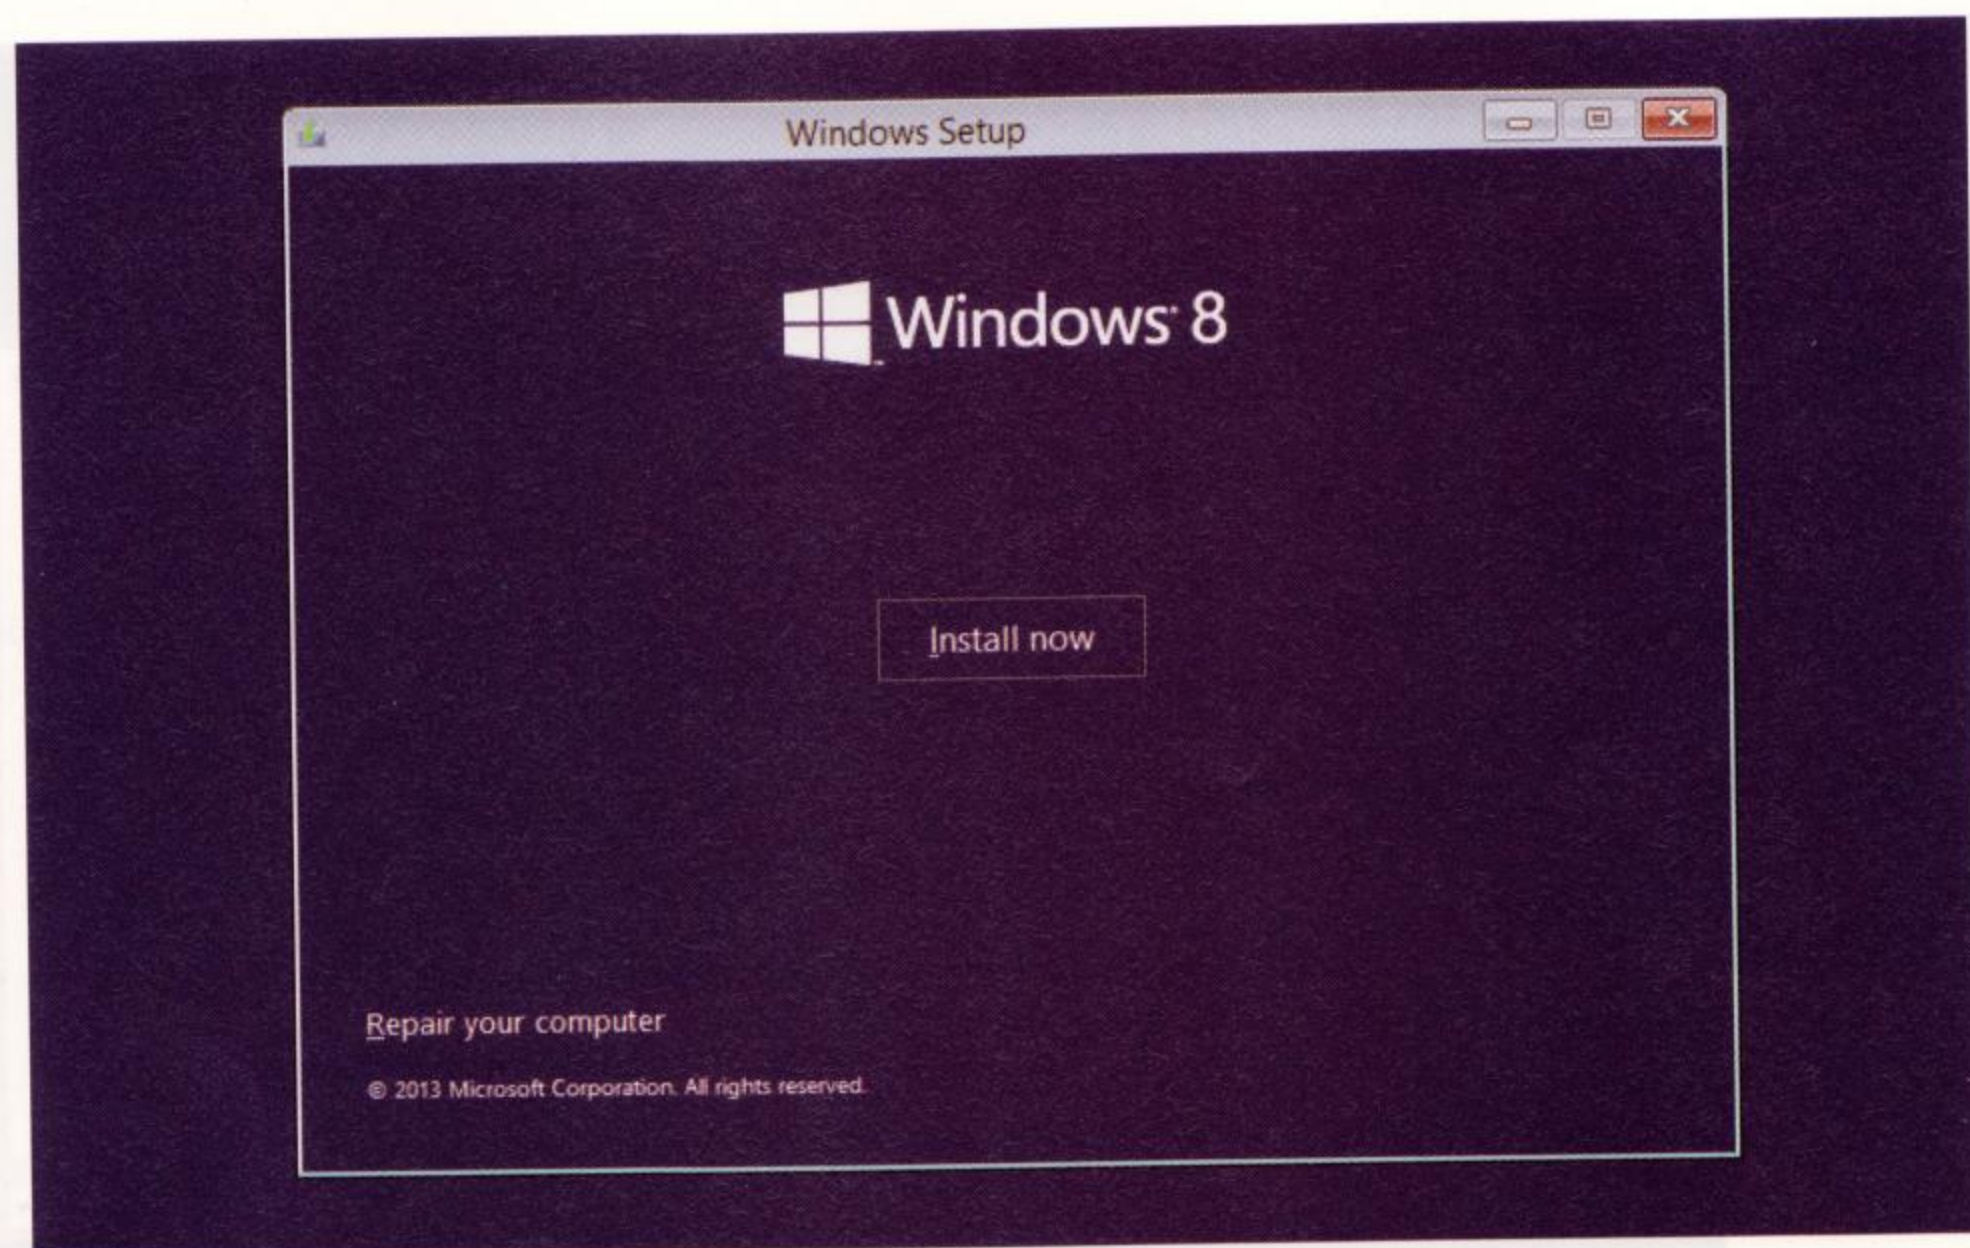 Windows Setup
Windows® 8
Install now
Repair your computer
© 2013 Microsoft Corporation. All rights reserved.